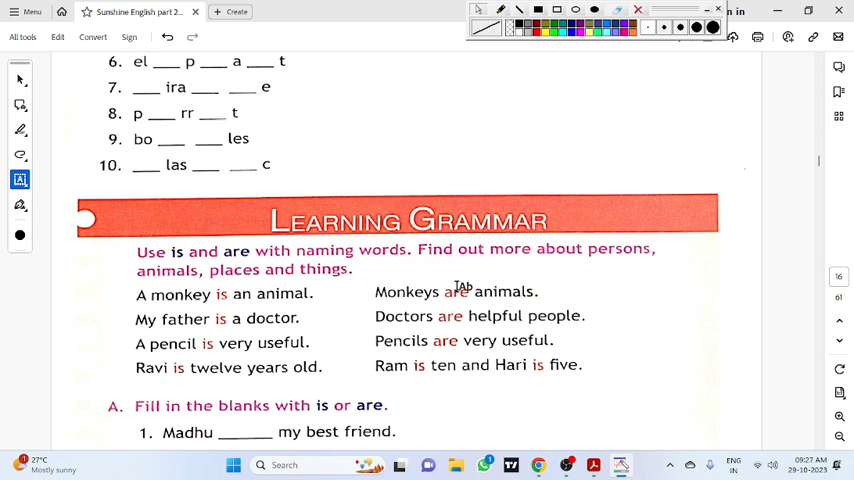 Menu
Sunshine English part 2...
Create
in in
All tools
Edit
Convert
Sign
6. el ___ p ___ a ___ t
7. ___ ira ___ ___ e
8. p ___ rr ___ t
9. bo ___ ___ les
10. ___ las ___ ___ c
LEARNING GRAMMAR
Use is and are with naming words. Find out more about persons,
animals, places and things.
A monkey is an animal.
Monkeys are animals.
My father is a doctor.
Doctors are helpful people.
A pencil is very useful.
Pencils are very useful.
Ravi is twelve years old.
Ram is ten and Hari is five.
A. Fill in the blanks with is or are.
1. Madhu ______ my best friend.
Ab
16
61
1
27°C
Mostly sunny
Search
1
ENG
IN
09:27 AM
29-10-2023